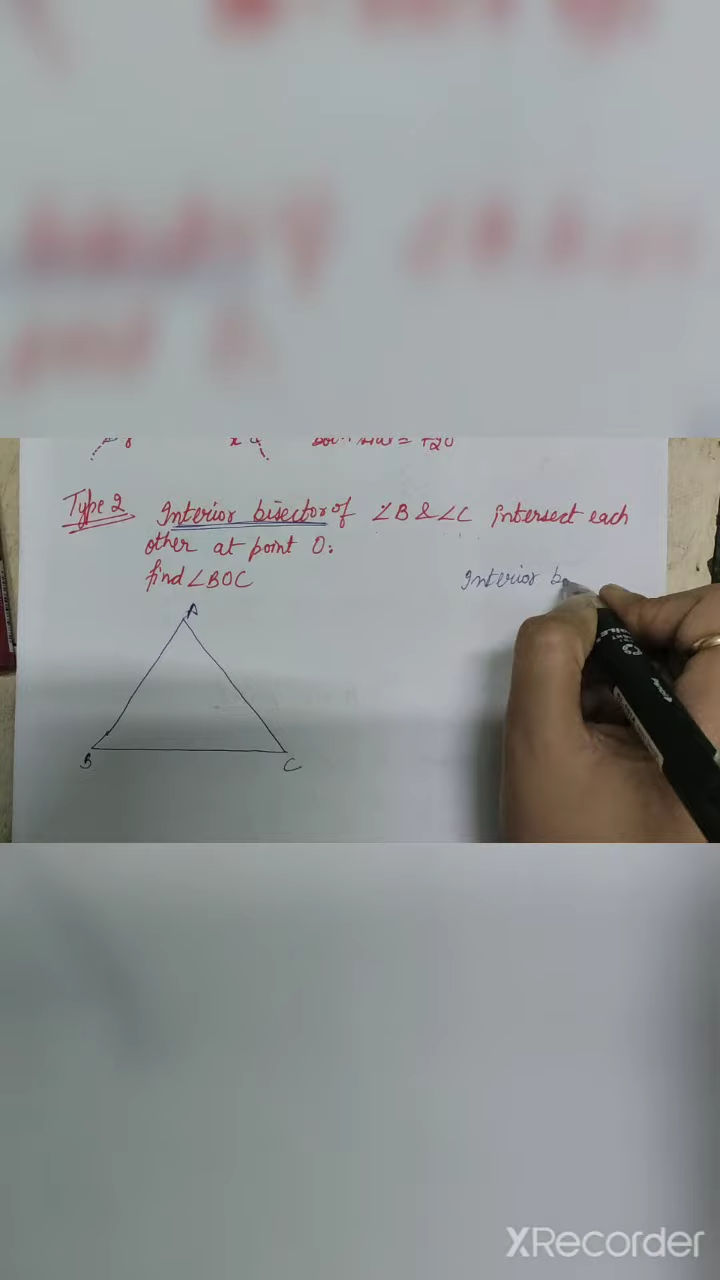 Type 2 Interior bisector of ∠B & ∠C intersect each
other at point O.
find ∠BOC
Interior
A
B
C
XRecorder